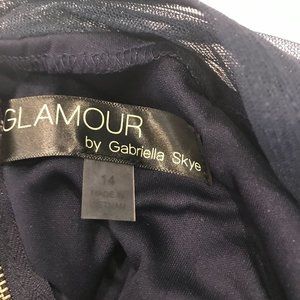 GLAMOUR
by Gabriella Skye
14
MADE IN
VIETNAM